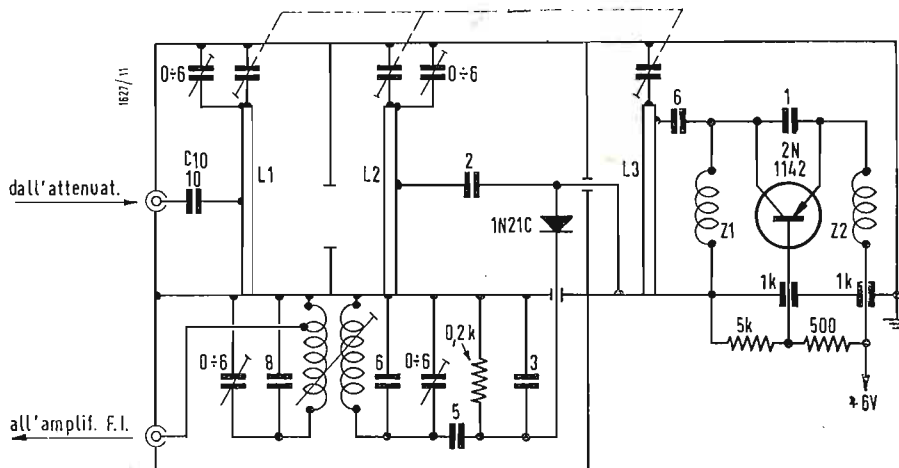 1627/11
0÷6
0÷6
6
1
C10
10
L1
L2
2
L3
2N
1142
dall'attenuat.
1N21C
Z1
Z2
1k
1k
0÷6
8
6
0÷6
0,2k
3
5k
500
5
+6V
all'amplif. F.I.